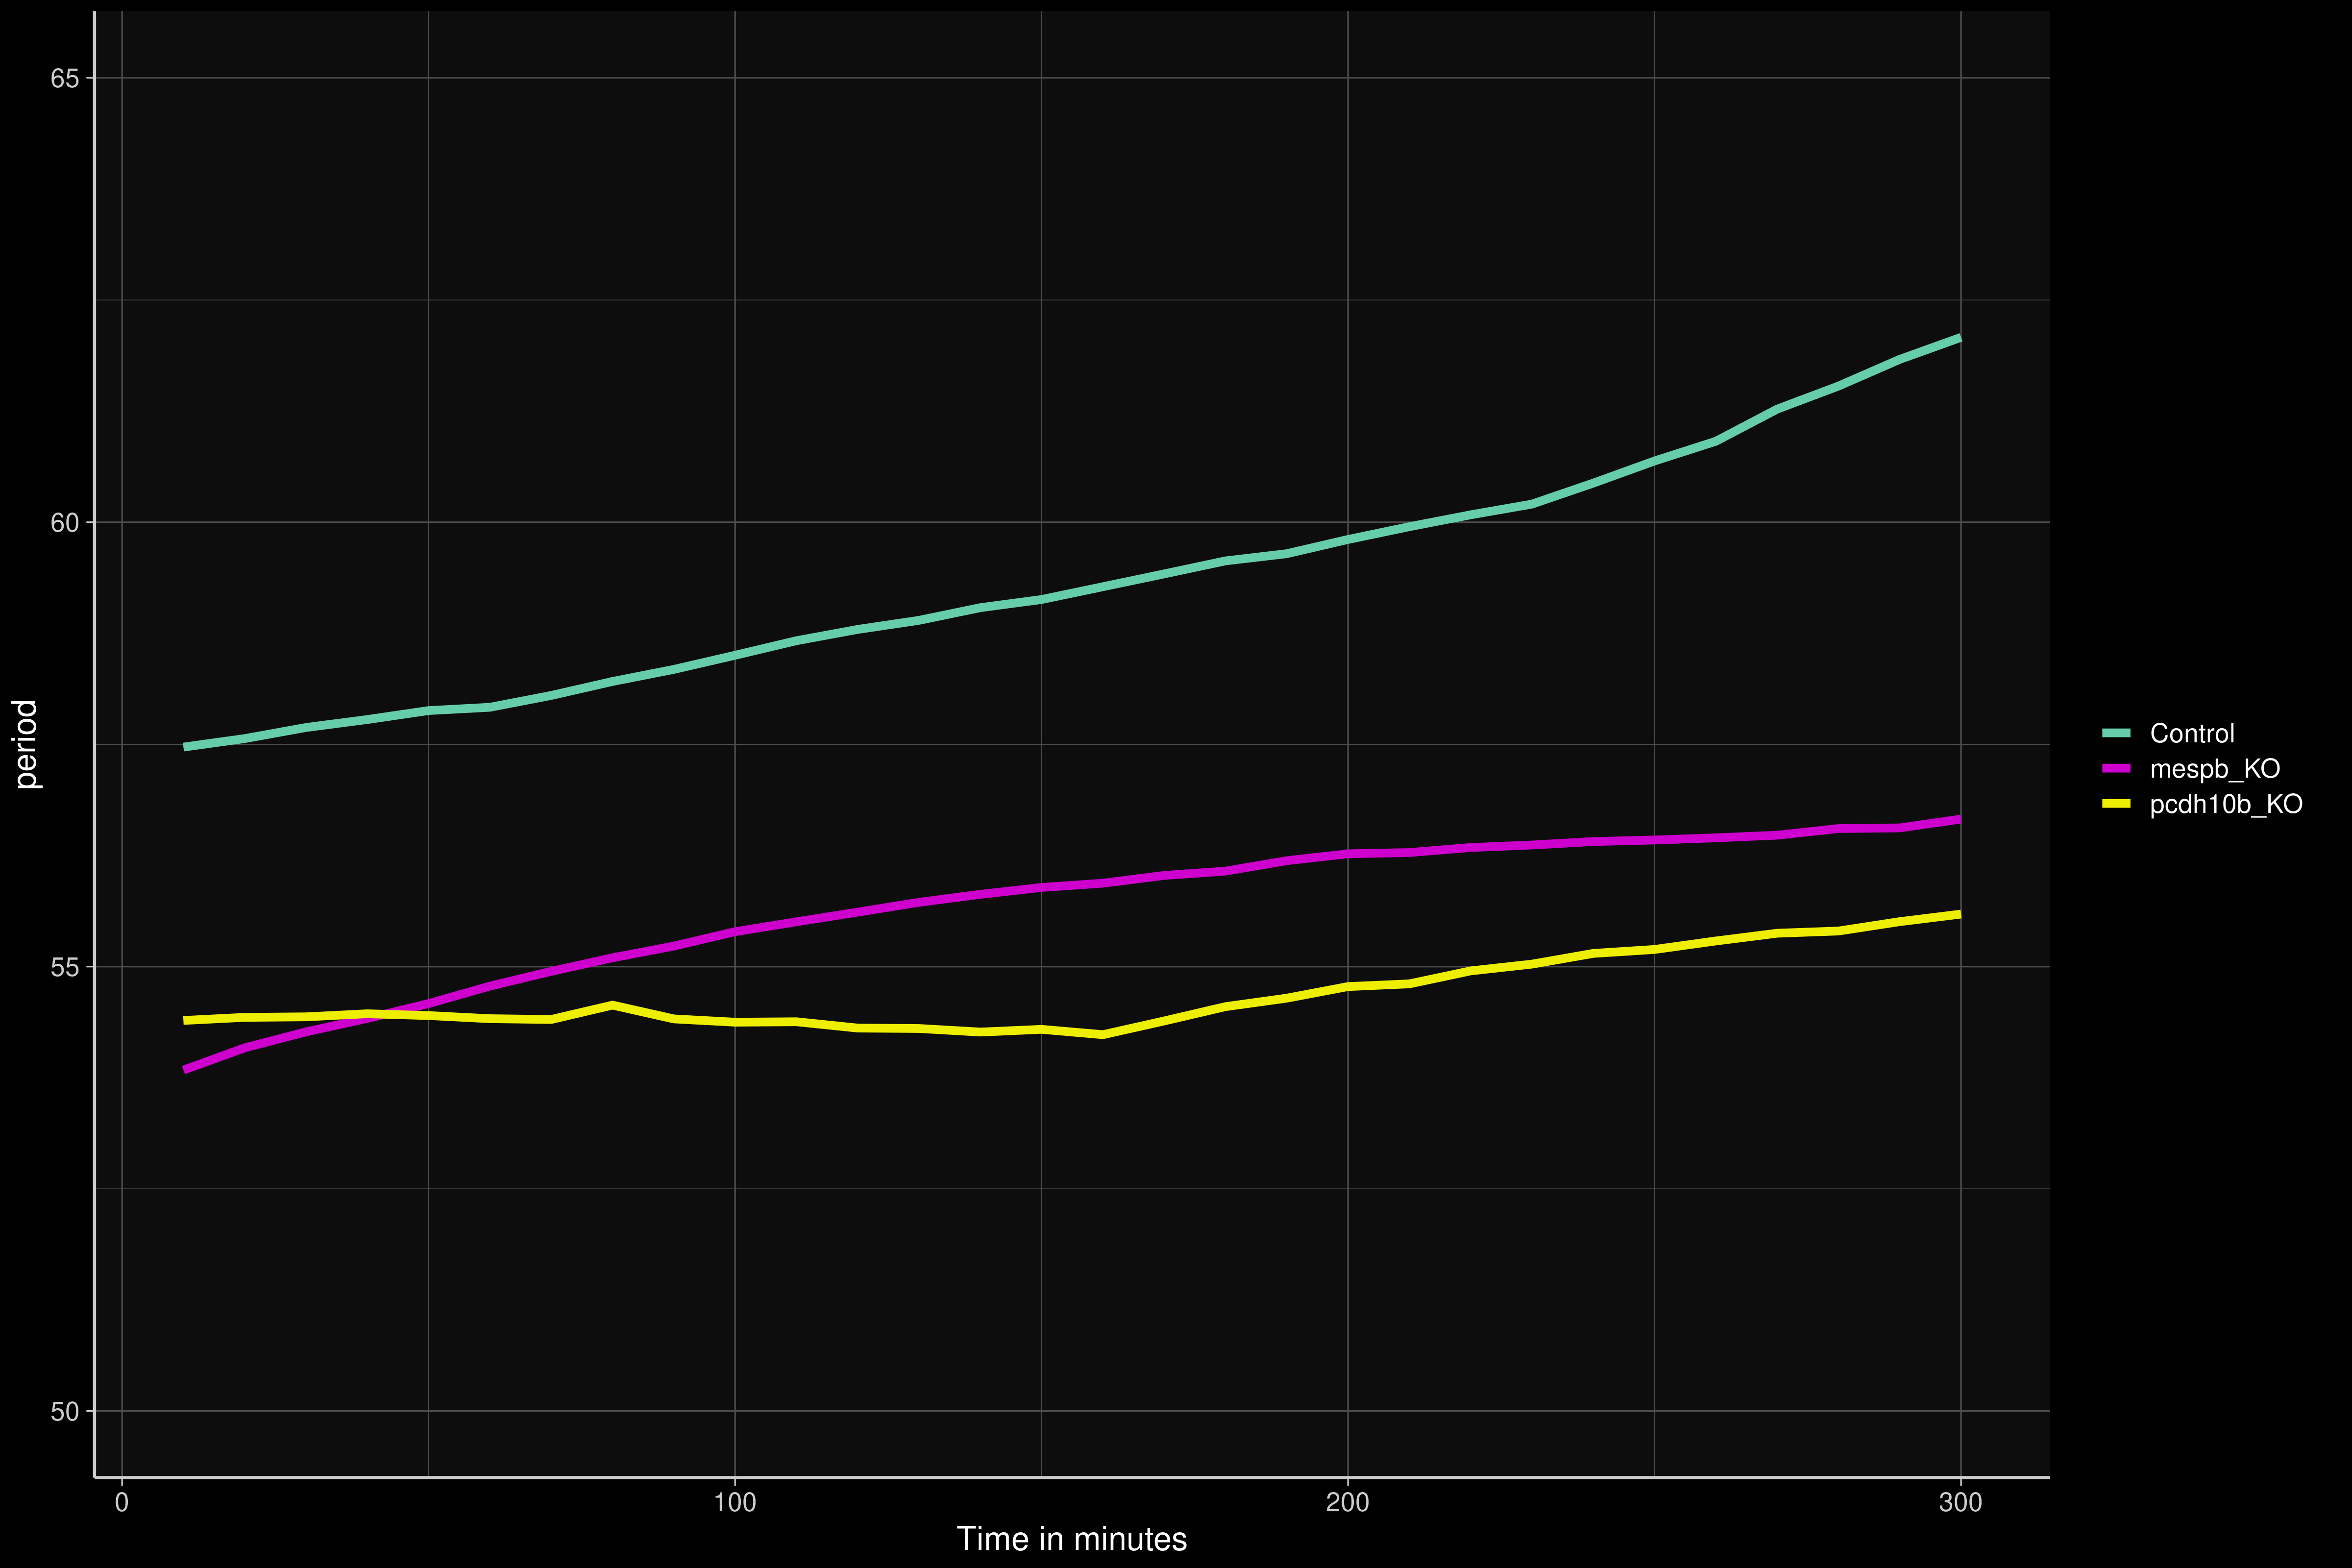 65
60
55
50
period
0
100
200
300
Time in minutes
Control
mespb_KO
pcdh10b_KO